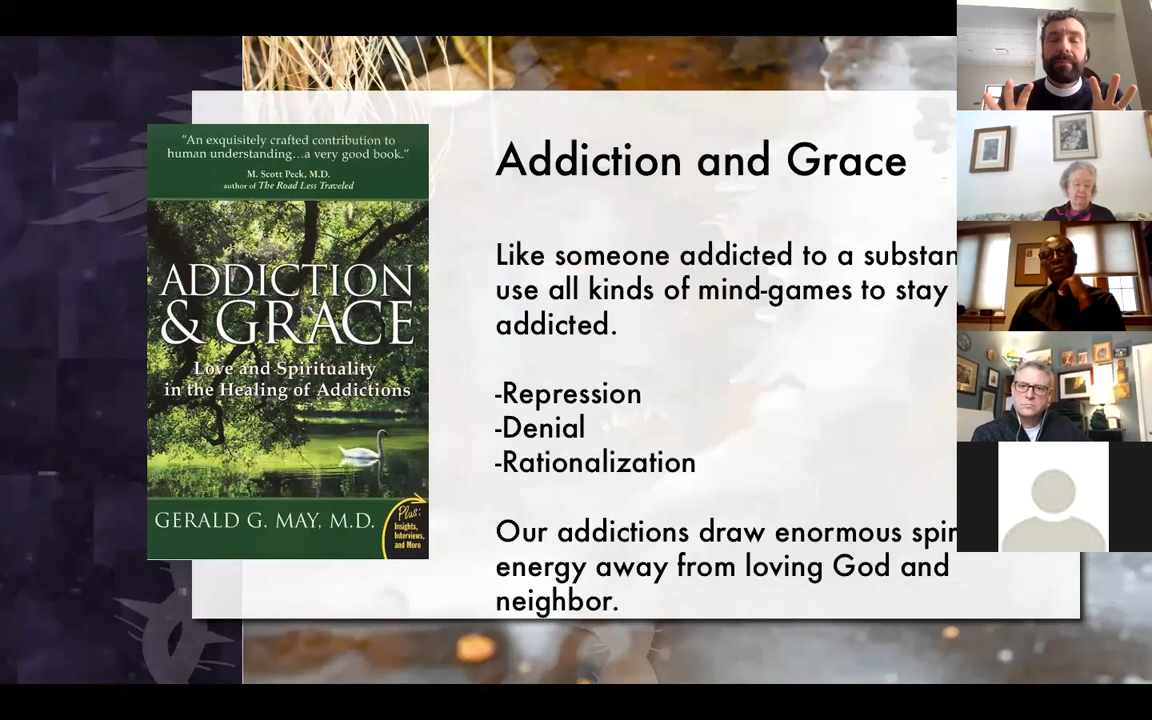 “An exquisitely crafted contribution to
human understanding...a very good book.”
M. Scott Peck, M.D.
author of The Road Less Traveled
ADDICTION
& GRACE
Love and Spirituality
in the Healing of Addictions
GERALD G. MAY, M.D.
Plus:
Insights,
Interviews,
and More
Addiction and Grace
Like someone addicted to a substan
use all kinds of mind-games to stay
addicted.
-Repression
-Denial
-Rationalization
Our addictions draw enormous spir
energy away from loving God and
neighbor.